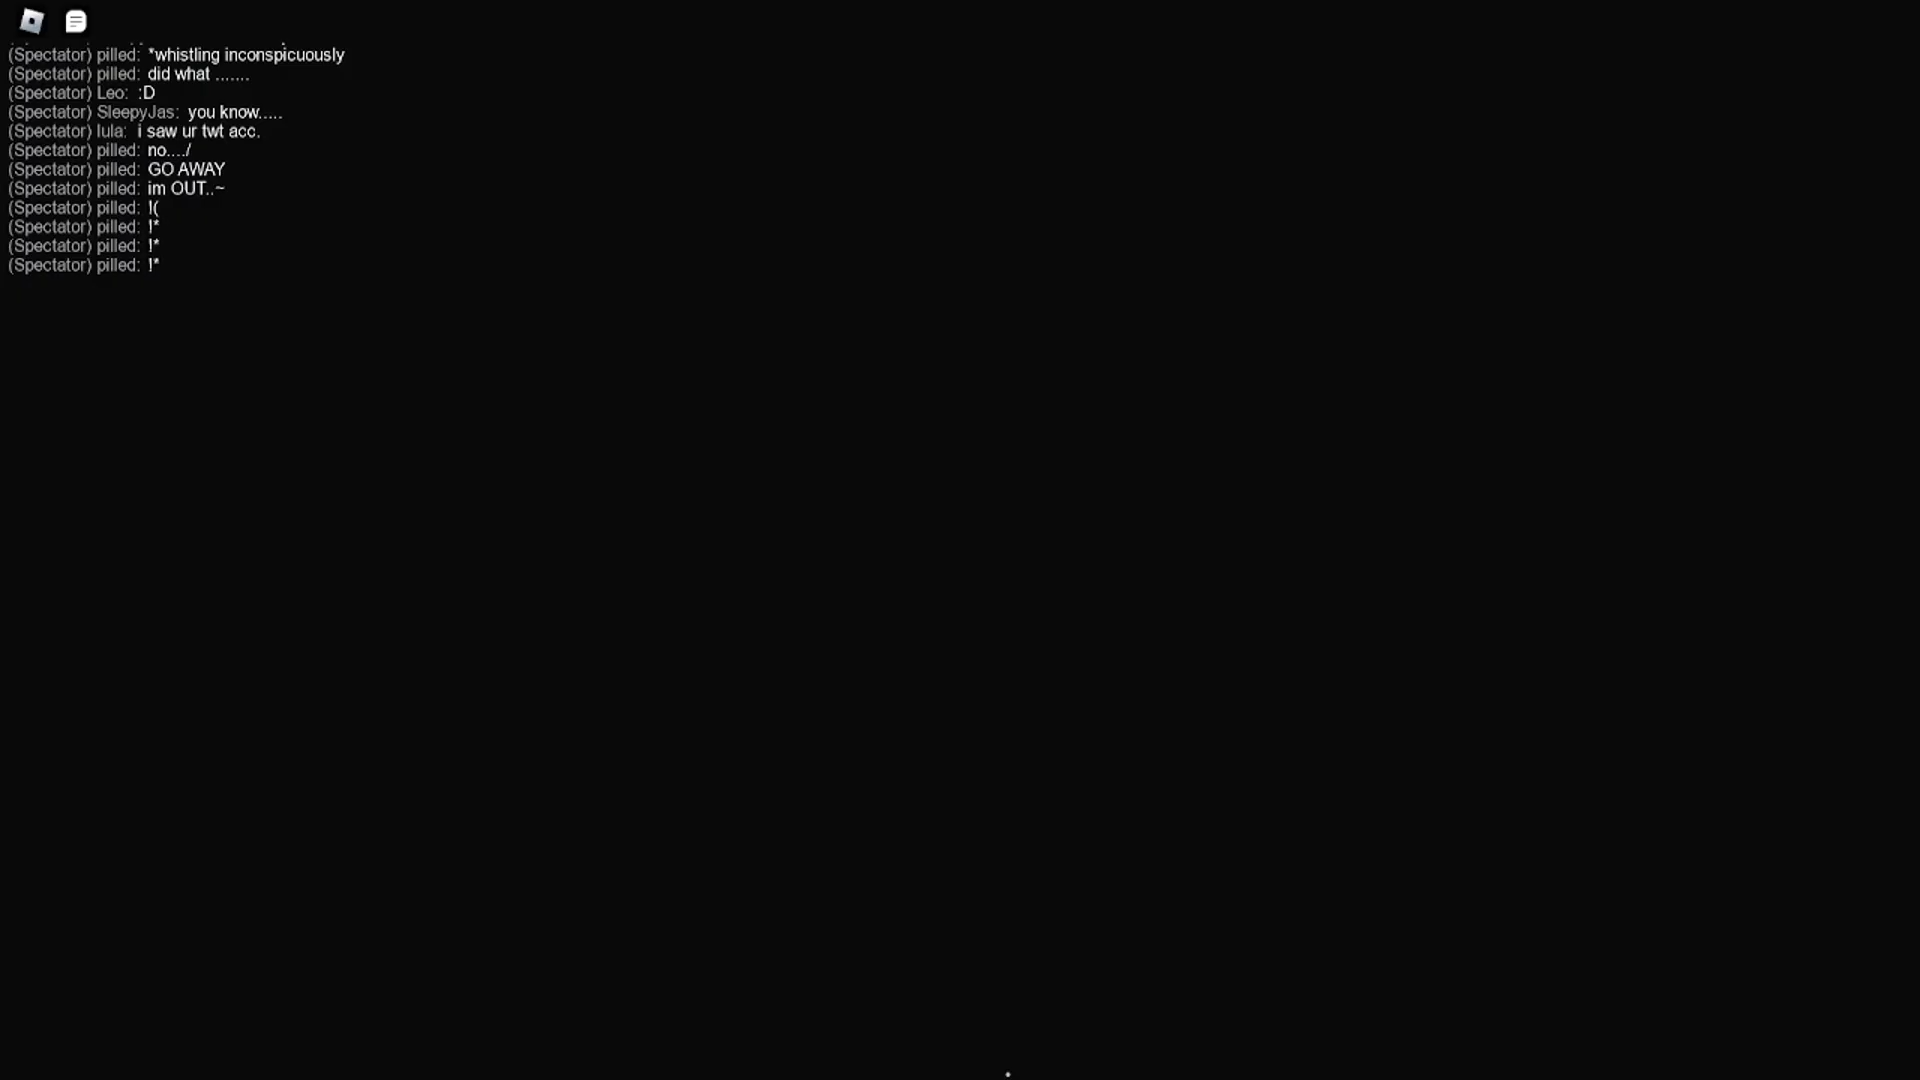 (Spectator) pilled: *whistling inconspicuously
(Spectator) pilled: did what .......
(Spectator) Leo: :D
(Spectator) SleepyJas: you know.....
(Spectator) lula: i saw ur twt acc.
(Spectator) pilled: no..../
(Spectator) pilled: GO AWAY
(Spectator) pilled: im OUT..~
(Spectator) pilled: !(
(Spectator) pilled: !*
(Spectator) pilled: !*
(Spectator) pilled: !*